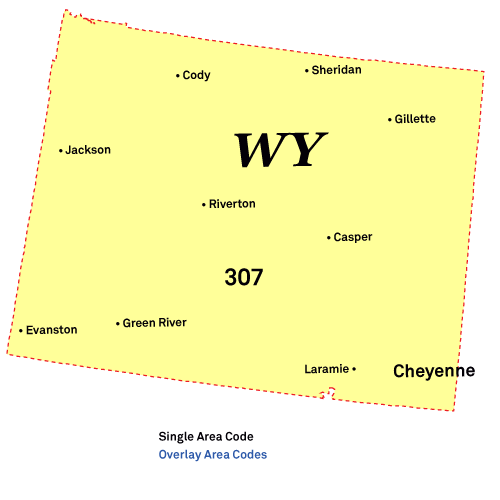 Sheridan
Cody
Gillette
WY
Jackson
Riverton
Casper
307
Green River
Evanston
Laramie
Cheyenne
Single Area Code
Overlay Area Codes